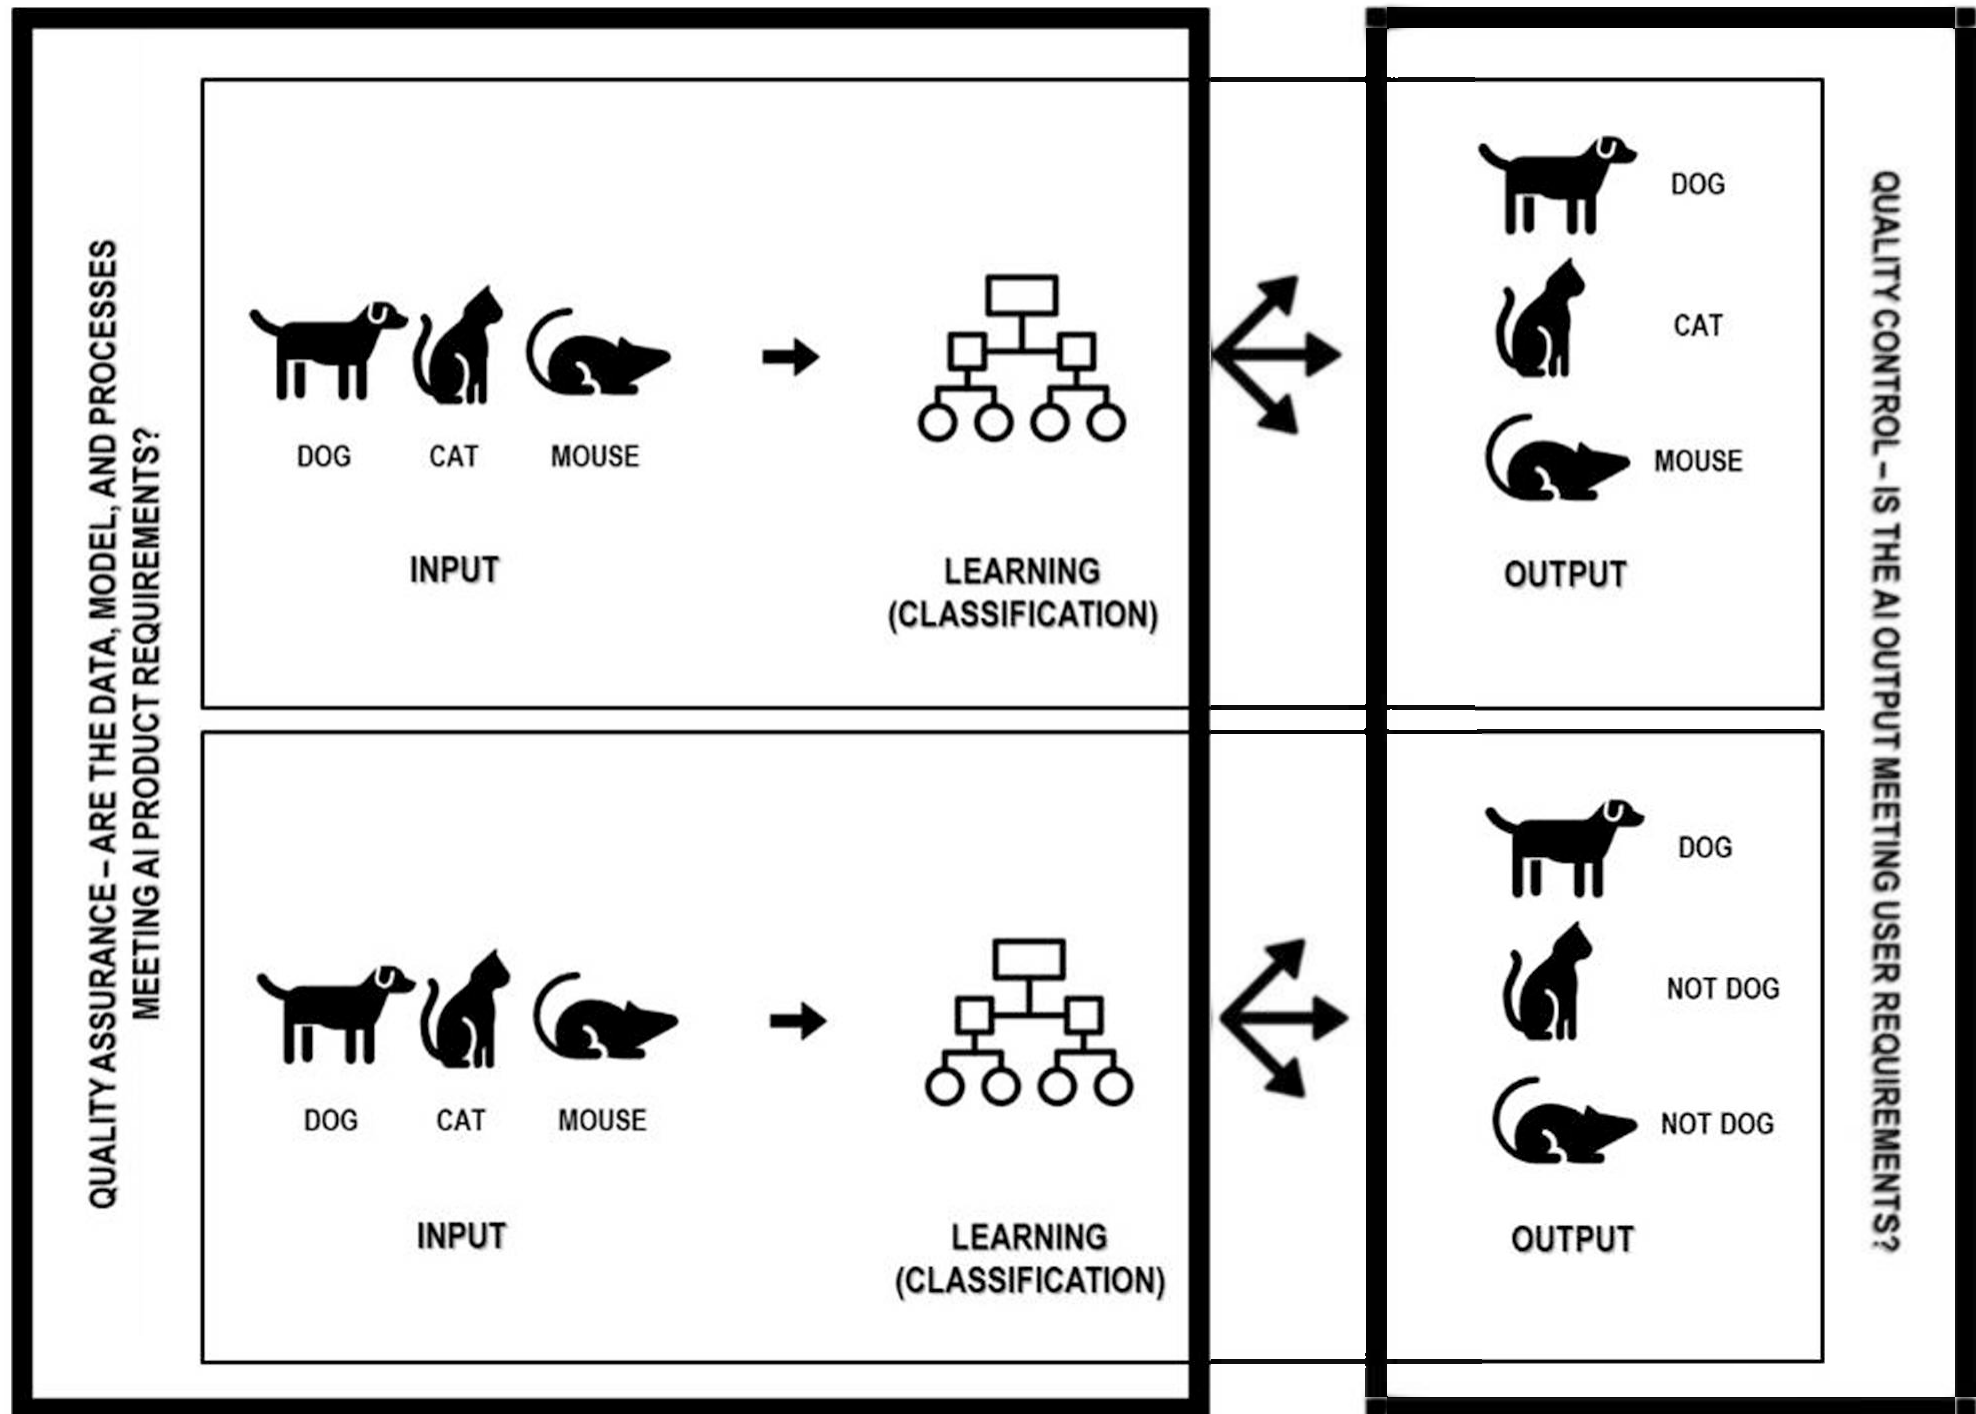 QUALITY ASSURANCE – ARE THE DATA, MODEL, AND PROCESSES
MEETING AI PRODUCT REQUIREMENTS?
DOG CAT MOUSE
INPUT
LEARNING
(CLASSIFICATION)
DOG
CAT
MOUSE
OUTPUT
DOG CAT MOUSE
INPUT
LEARNING
(CLASSIFICATION)
DOG
NOT DOG
NOT DOG
OUTPUT
QUALITY CONTROL – IS THE AI OUTPUT MEETING USER REQUIREMENTS?